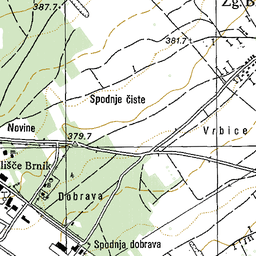 387.7
Zg. B
381.7
Spodnje čiste
Novine
379.7
Vrbice
lišče Brnik
Dobrava
Spodnja dobrava